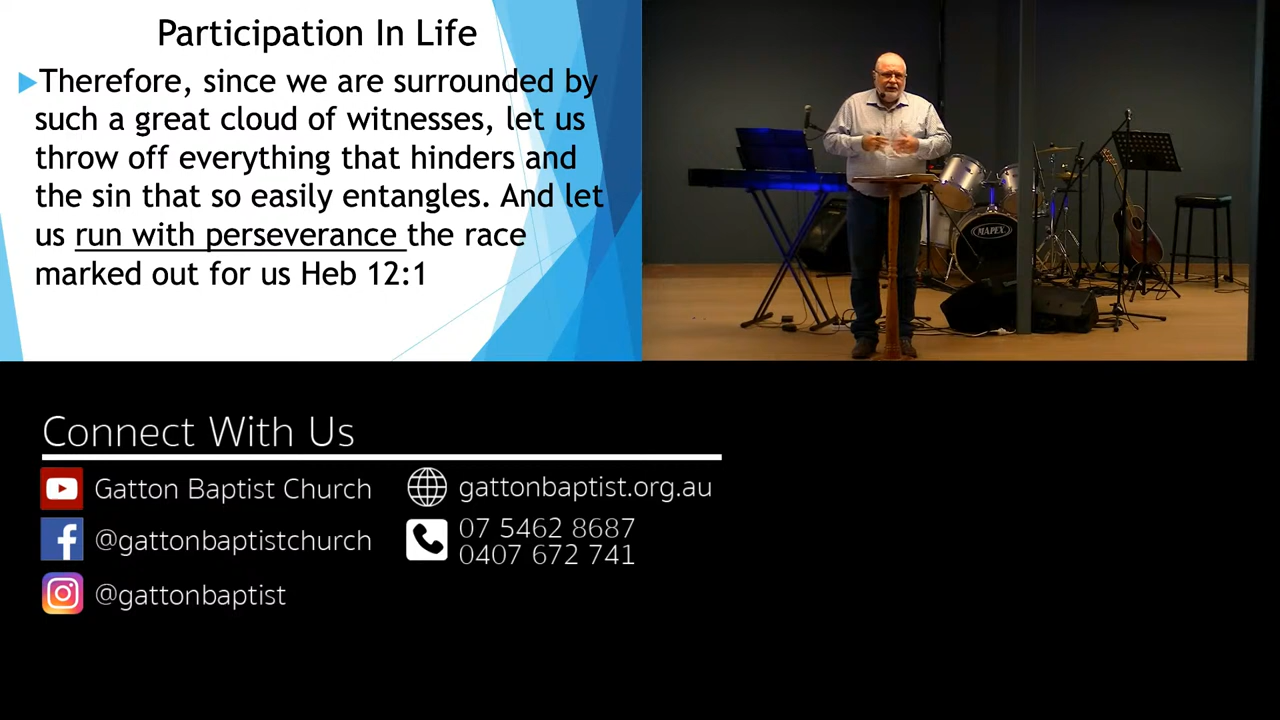 Participation In Life
Therefore, since we are surrounded by
such a great cloud of witnesses, let us
throw off everything that hinders and
the sin that so easily entangles. And let
us run with perseverance the race
marked out for us Heb 12:1
MAPEX
Connect With Us
Gatton Baptist Church
@gattonbaptistchurch
@gattonbaptist
gattonbaptist.org.au
07 5462 8687
0407 672 741